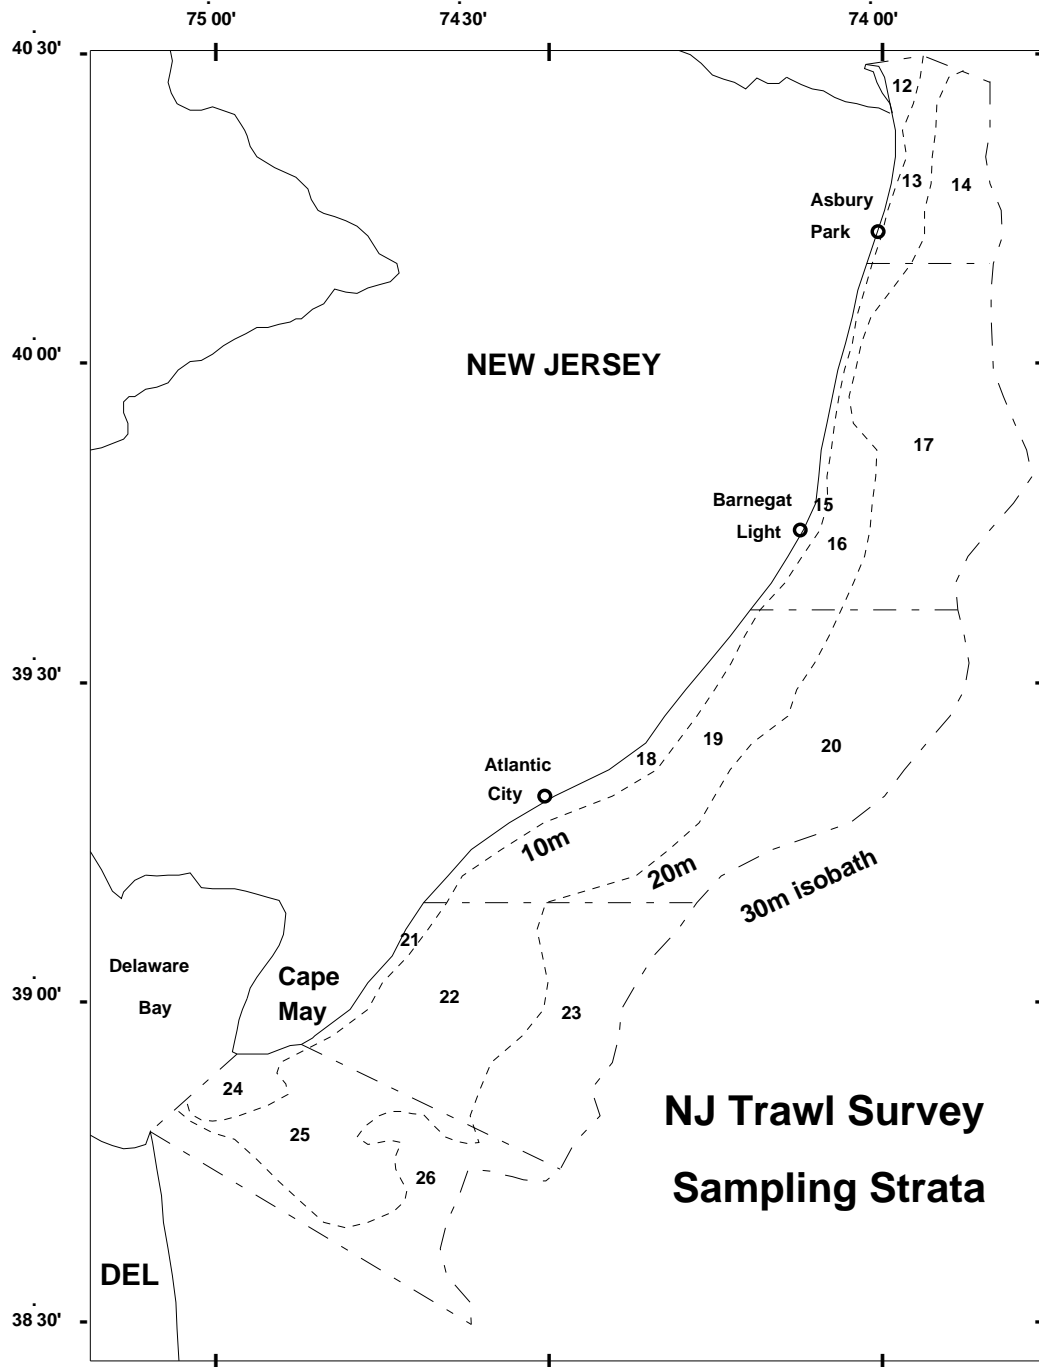 75 00'
74 30'
74 00'
40 30'
12
13
14
Asbury
Park
40 00'
NEW JERSEY
17
Barnegat
15
Light
16
39 30'
19
20
18
Atlantic
City
10m
20m
30m isobath
21
Delaware
Cape
22
39 00'
Bay
May
23
24
NJ Trawl Survey
25
26
Sampling Strata
DEL
38 30'